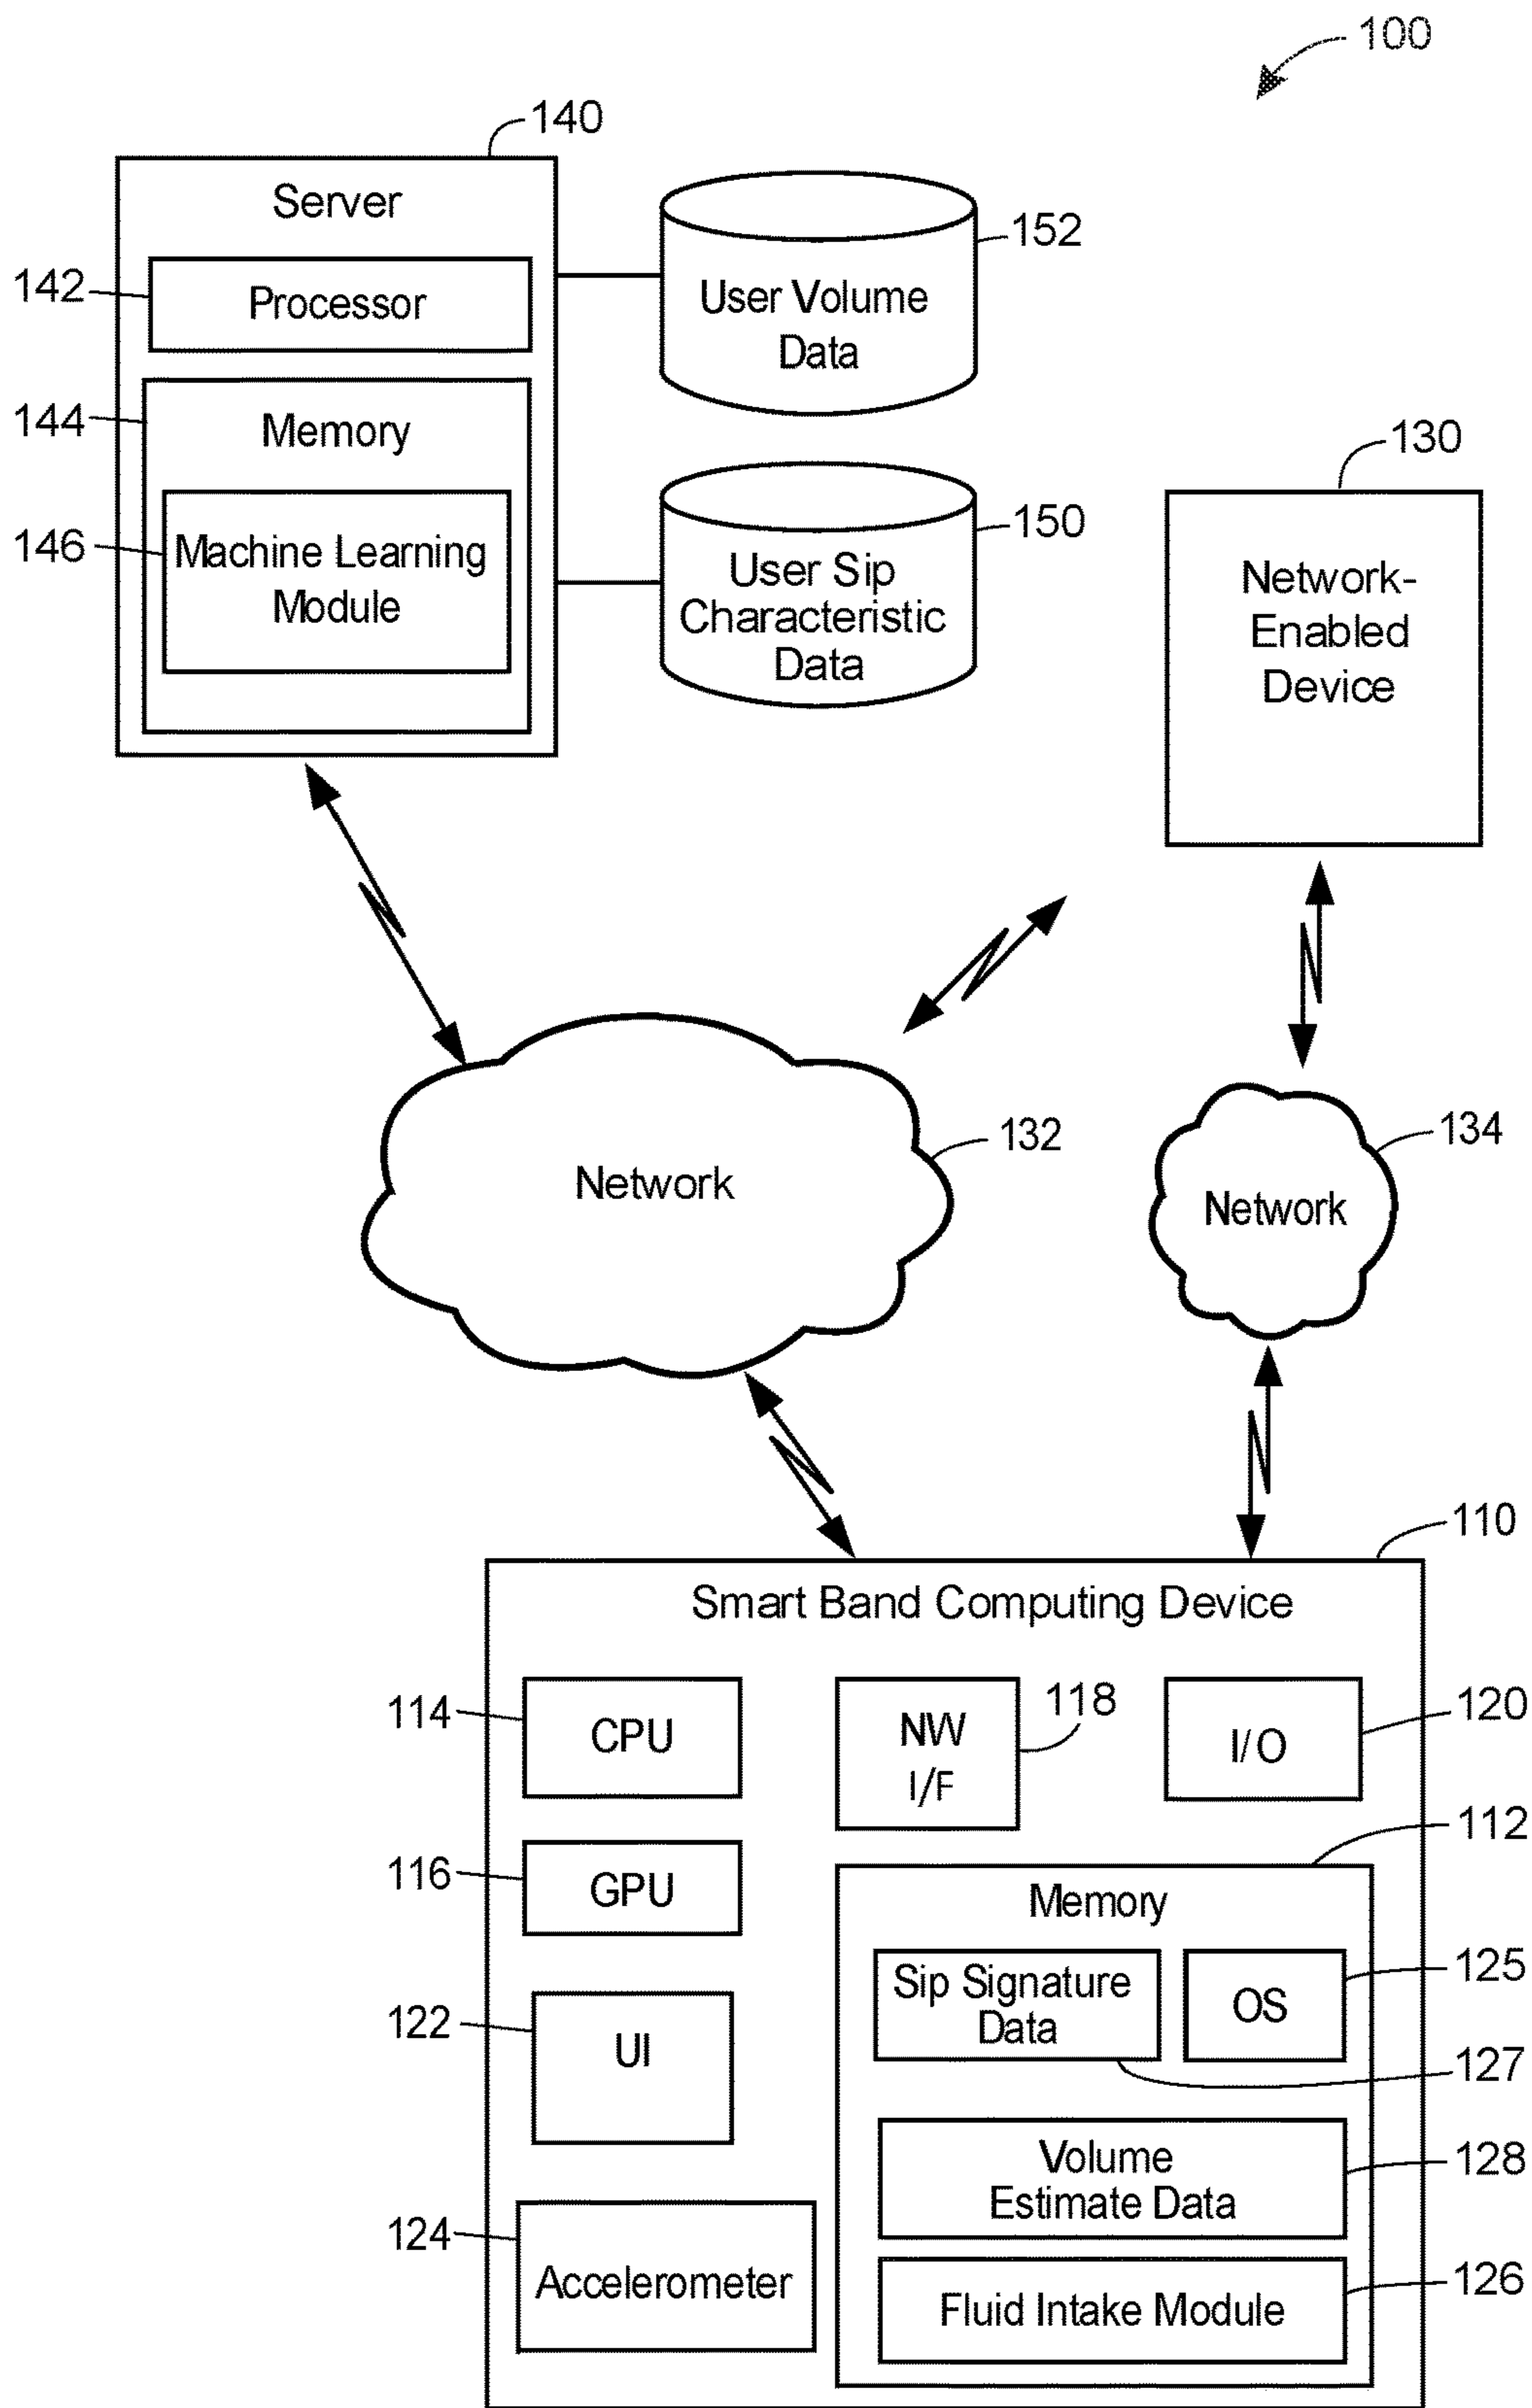 100
140
Server
152
142
Processor
User Volume
Data
144
Memory
130
150
146
Machine Learning
Module
User Sip
Characteristic
Data
Network-
Enabled
Device
132
134
Network
Network
110
Smart Band Computing Device
114
CPU
NW
I/F
118
I/O
120
112
116
GPU
Memory
125
Sip Signature
Data
OS
122
UI
127
Volume
Estimate Data
128
124
Accelerometer
Fluid Intake Module
126